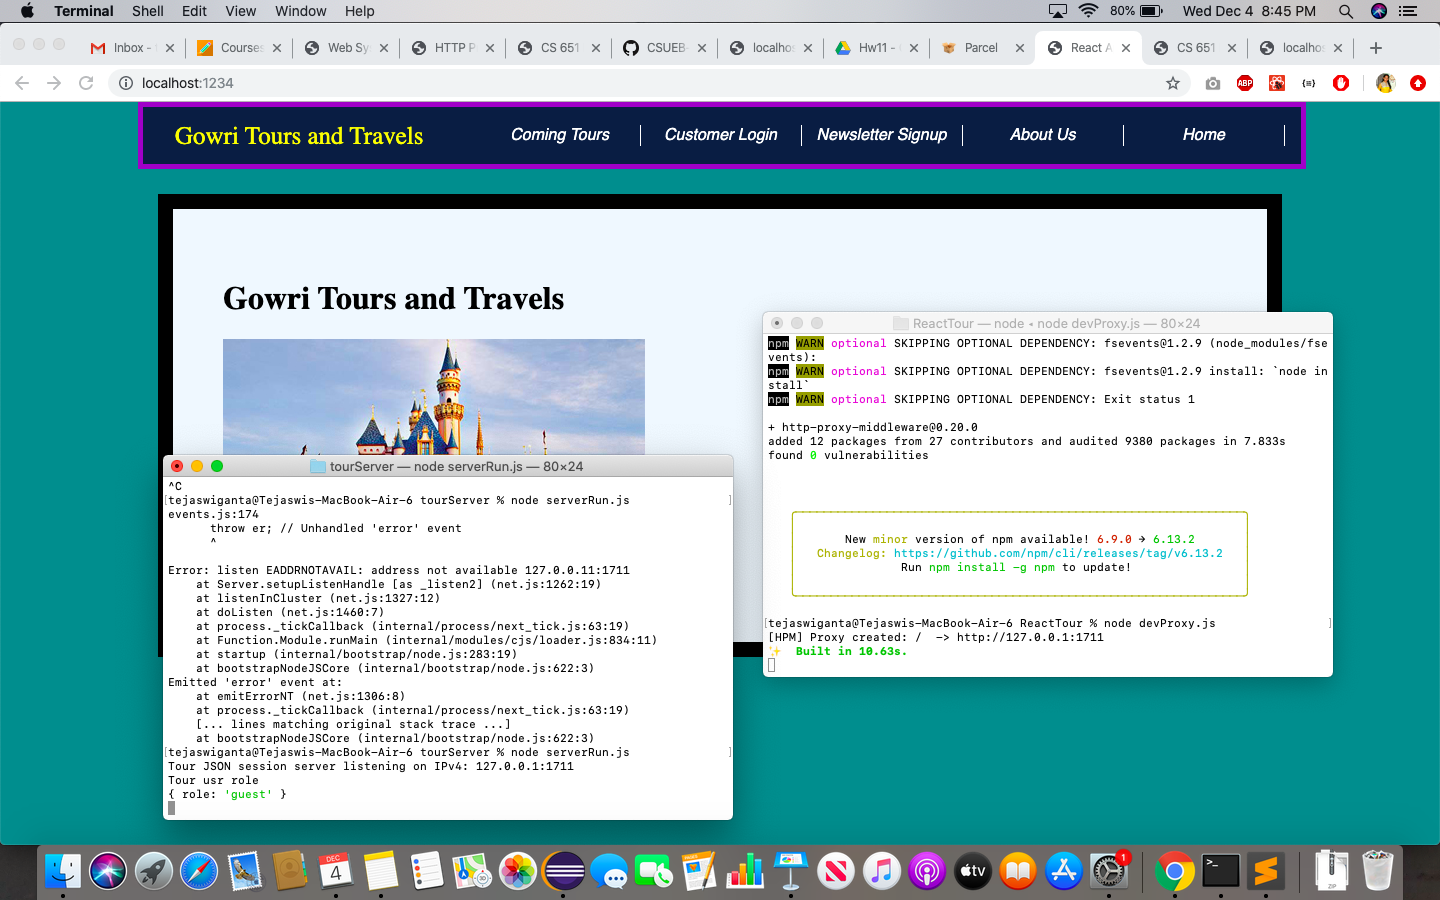 Terminal Shell Edit View Window Help 80% Wed Dec 4 8:45 PM
Inbox - Courses Web Sy HTTP P CS 651 CSUEB- localhos Hw11 - Parcel React A CS 651 localhos
localhost:1234 ABP
Gowri Tours and Travels Coming Tours Customer Login Newsletter Signup About Us Home
Gowri Tours and Travels
ReactTour — node • node devProxy.js — 80×24
npm WARN optional SKIPPING OPTIONAL DEPENDENCY: fsevents@1.2.9 (node_modules/fse
vents):
npm WARN optional SKIPPING OPTIONAL DEPENDENCY: fsevents@1.2.9 install: `node in
stall`
npm WARN optional SKIPPING OPTIONAL DEPENDENCY: Exit status 1
+ http-proxy-middleware@0.20.0
added 12 packages from 27 contributors and audited 9380 packages in 7.833s
found 0 vulnerabilities
New minor version of npm available! 6.9.0 → 6.13.2
Changelog: https://github.com/npm/cli/releases/tag/v6.13.2
Run npm install -g npm to update!
[tejaswiganta@Tejaswis-MacBook-Air-6 ReactTour % node devProxy.js ]
[HPM] Proxy created: /  -> http://127.0.0.1:1711
✨ Built in 10.63s.
tourServer — node serverRun.js — 80×24
^C
[tejaswiganta@Tejaswis-MacBook-Air-6 tourServer % node serverRun.js ]
events.js:174
throw er; // Unhandled 'error' event
^
Error: listen EADDRNOTAVAIL: address not available 127.0.0.11:1711
at Server.setupListenHandle [as _listen2] (net.js:1262:19)
at listenInCluster (net.js:1327:12)
at doListen (net.js:1460:7)
at process._tickCallback (internal/process/next_tick.js:63:19)
at Function.Module.runMain (internal/modules/cjs/loader.js:834:11)
at startup (internal/bootstrap/node.js:283:19)
at bootstrapNodeJSCore (internal/bootstrap/node.js:622:3)
Emitted 'error' event at:
at emitErrorNT (net.js:1306:8)
at process._tickCallback (internal/process/next_tick.js:63:19)
[... lines matching original stack trace ...]
at bootstrapNodeJSCore (internal/bootstrap/node.js:622:3)
[tejaswiganta@Tejaswis-MacBook-Air-6 tourServer % node serverRun.js ]
Tour JSON session server listening on IPv4: 127.0.0.1:1711
Tour usr role
{ role: 'guest' }
DEC
4
tv
1
>_
ZIP